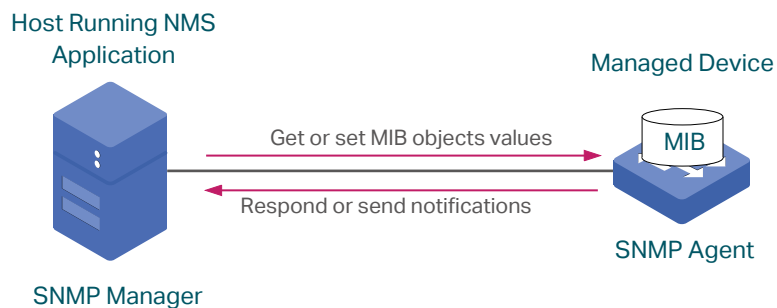 Host Running NMS
Application
Managed Device
MIB
Get or set MIB objects values
Respond or send notifications
SNMP Agent
SNMP Manager